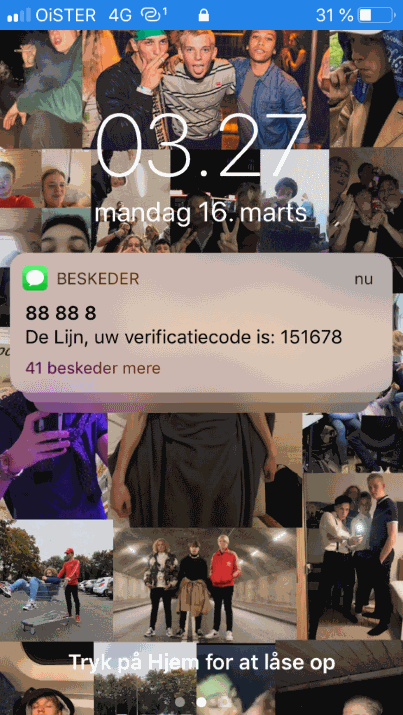 OiSTER 4G 1 31 %
03.27
mandag 16. marts
BESKEDER nu
88 88 8
De Lijn, uw verificatiecode is: 151678
41 beskeder mere
Tryk på Hjem for at låse op